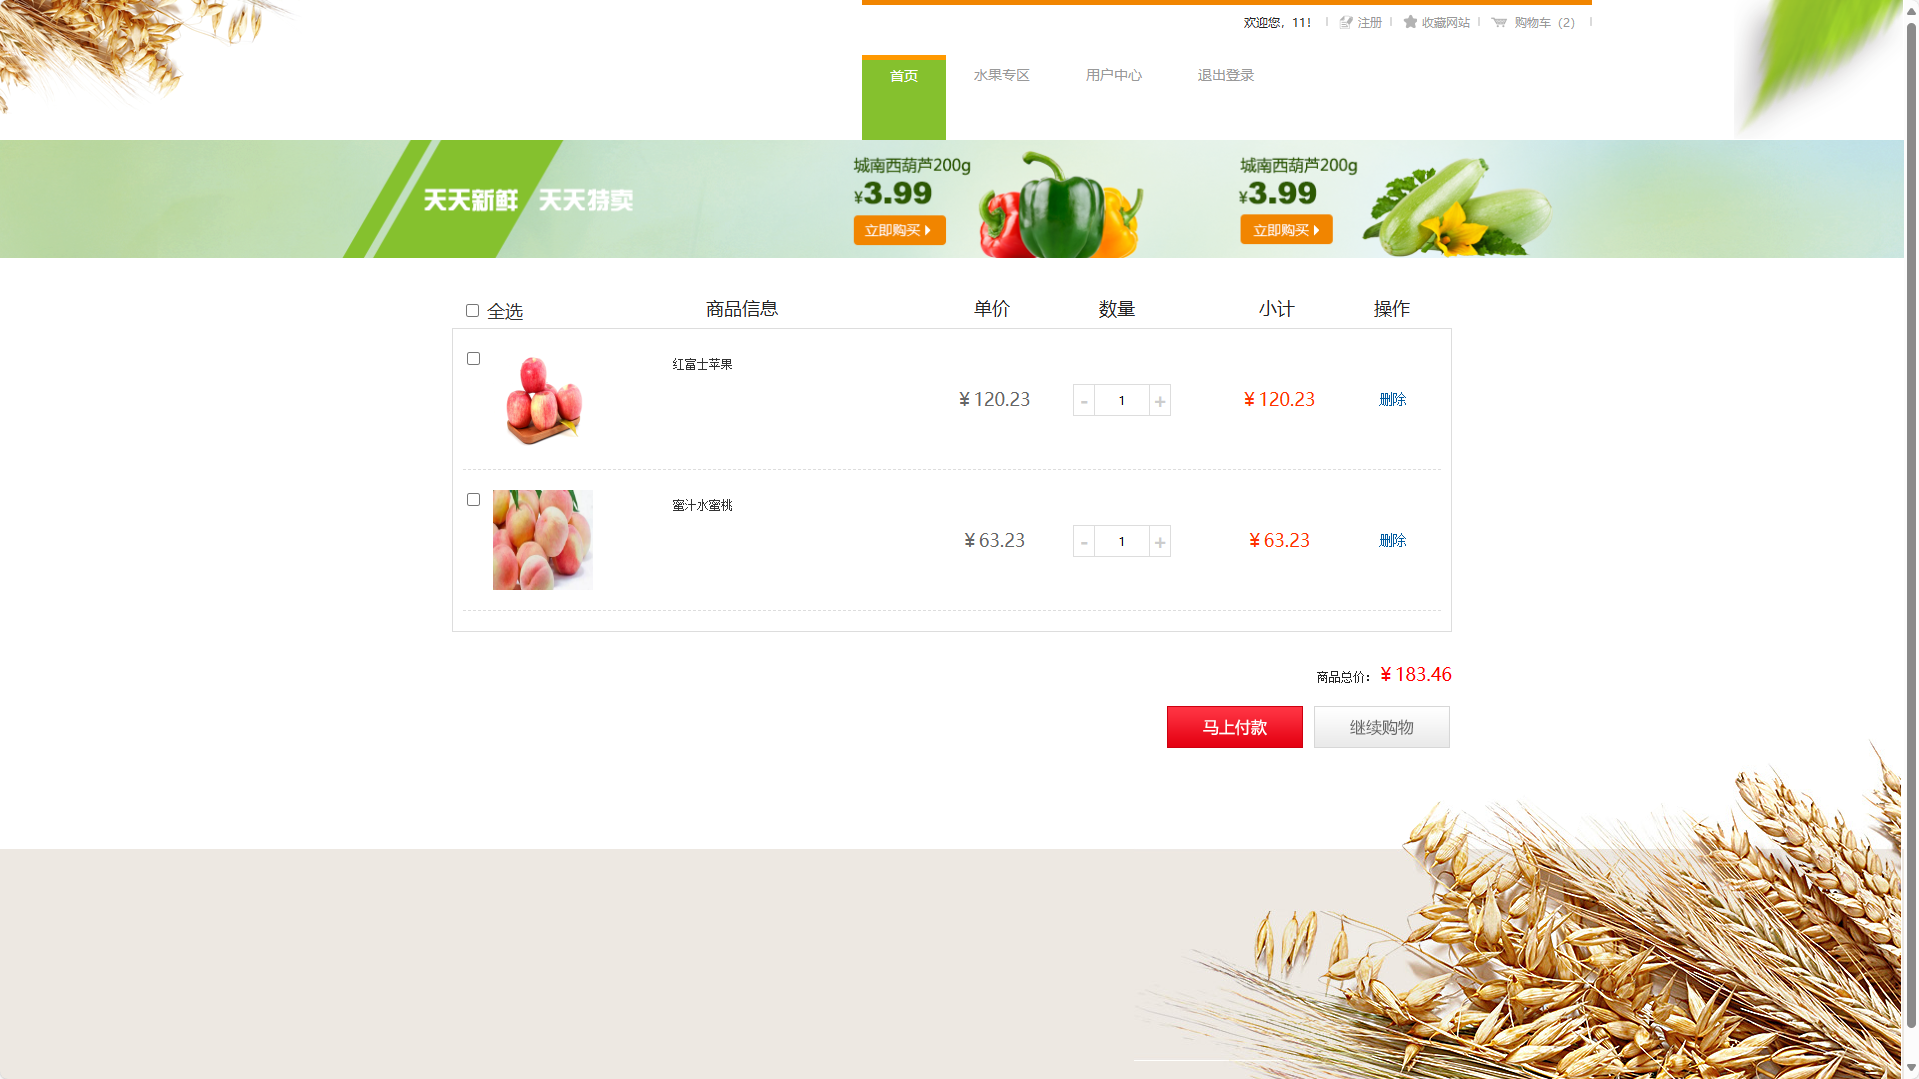 欢迎您，11！ 注册 收藏网站 购物车（2）
首页 水果专区 用户中心 退出登录
天天新鲜 天天特卖
城南西葫芦200g
¥3.99
立即购买
城南西葫芦200g
¥3.99
立即购买
全选 商品信息 单价 数量 小计 操作
红富士苹果
¥ 120.23 - 1 + ¥ 120.23 删除
蜜汁水蜜桃
¥ 63.23 - 1 + ¥ 63.23 删除
商品总价： ¥ 183.46
马上付款 继续购物